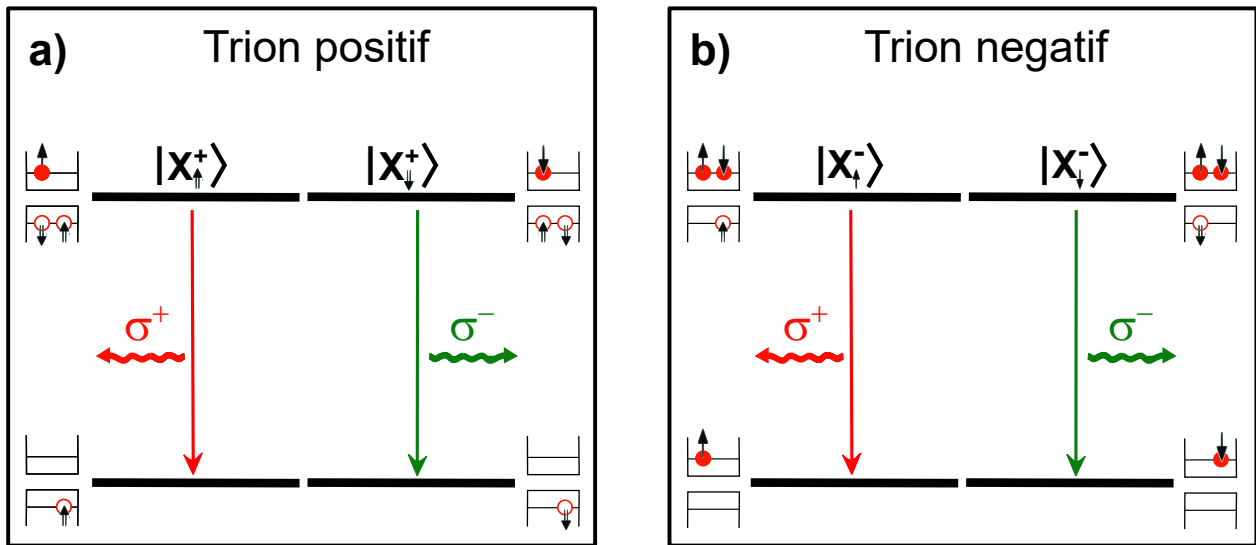 a) Trion positif
|X⁺⇑⟩ |X⁺⇓⟩
σ⁺ σ⁻
b) Trion negatif
|X⁻↑⟩ |X⁻↓⟩
σ⁺ σ⁻